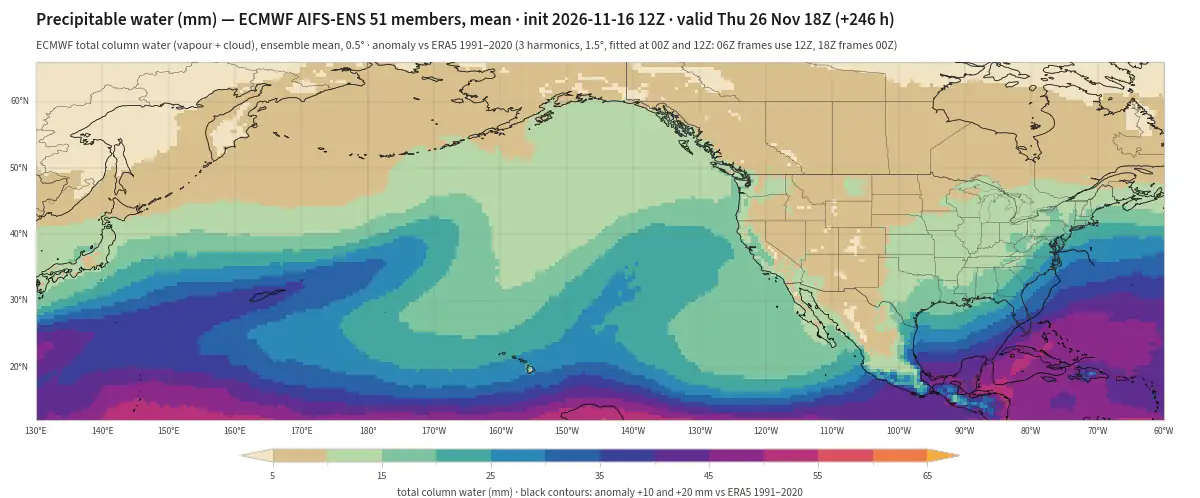 Precipitable water (mm) — ECMWF AIFS-ENS 51 members, mean · init 2026-11-16 12Z · valid Thu 26 Nov 18Z (+246 h)
ECMWF total column water (vapour + cloud), ensemble mean, 0.5° · anomaly vs ERA5 1991–2020 (3 harmonics, 1.5°, fitted at 00Z and 12Z: 06Z frames use 12Z, 18Z frames 00Z)
60°N
50°N
40°N
30°N
20°N
130°E 140°E 150°E 160°E 170°E 180° 170°W 160°W 150°W 140°W 130°W 120°W 110°W 100°W 90°W 80°W 70°W 60°W
5 15 25 35 45 55 65
total column water (mm) · black contours: anomaly +10 and +20 mm vs ERA5 1991–2020